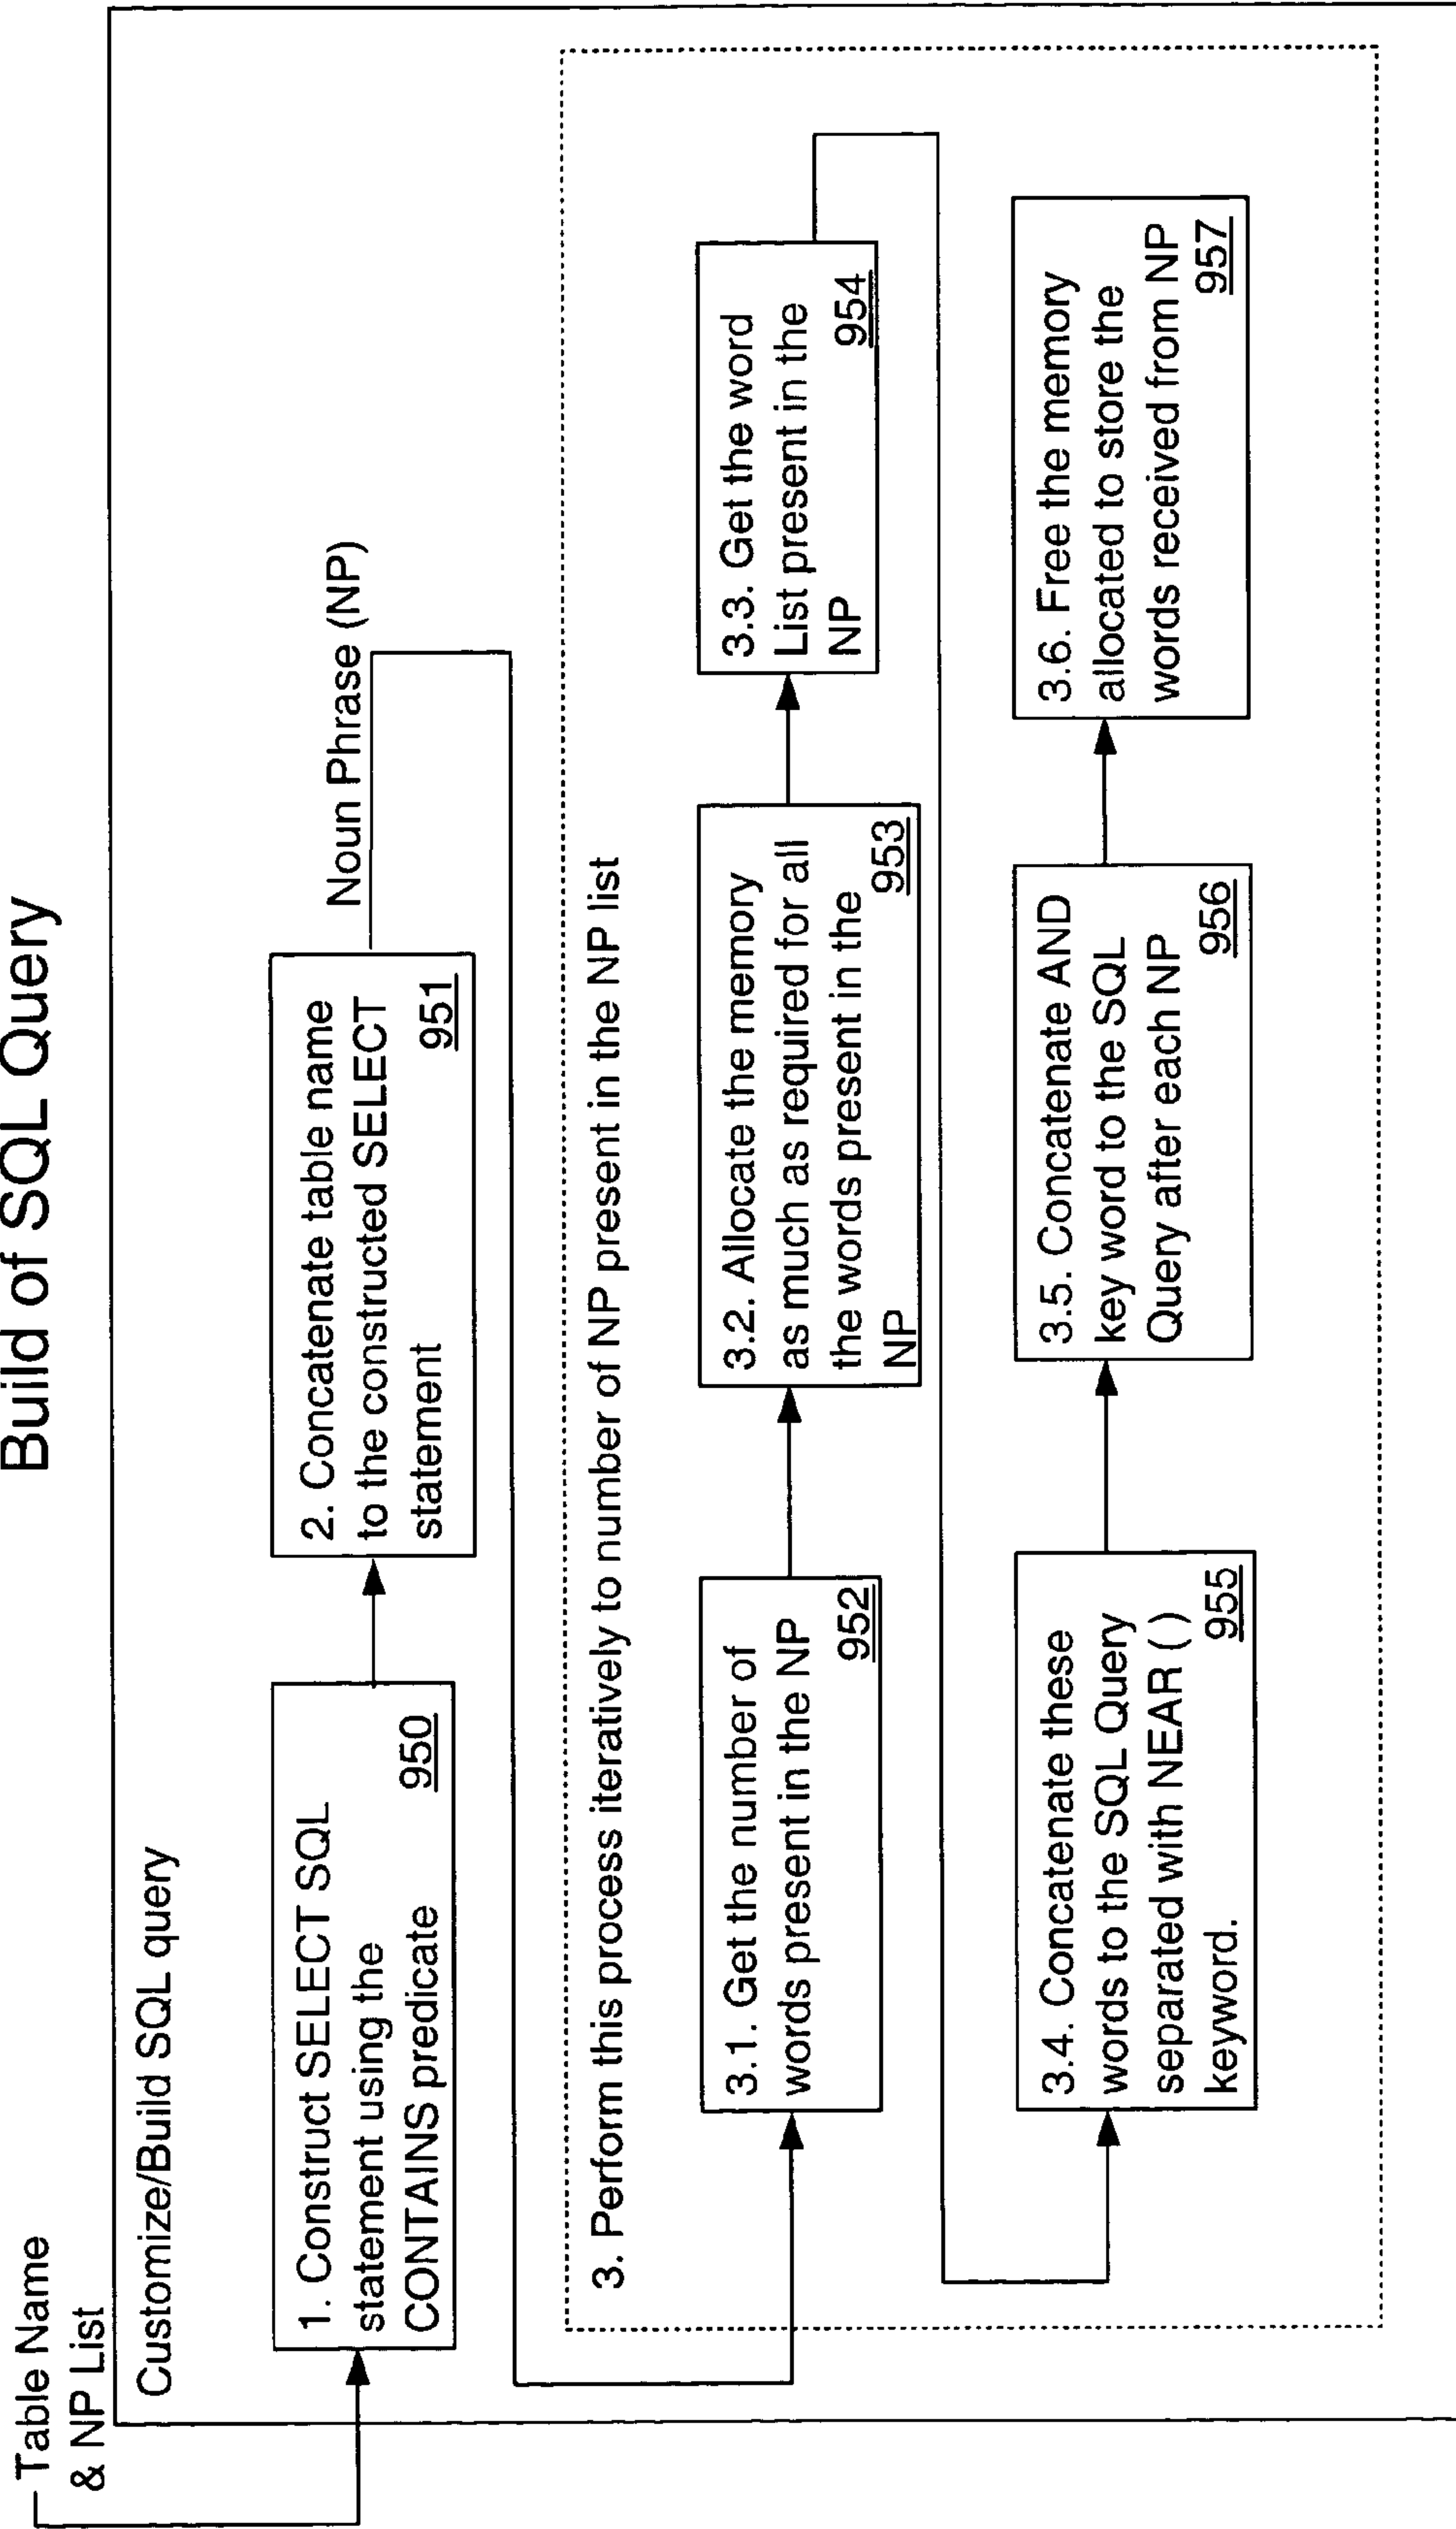 Build of SQL Query
Table Name
& NP List
Customize/Build SQL query
1. Construct SELECT SQL
statement using the
CONTAINS predicate
950
2. Concatenate table name
to the constructed SELECT
statement
951
Noun Phrase (NP)
3. Perform this process iteratively to number of NP present in the NP list
3.1. Get the number of
words present in the NP
952
3.2. Allocate the memory
as much as required for all
the words present in the
NP
953
3.3. Get the word
List present in the
NP
954
3.4. Concatenate these
words to the SQL Query
separated with NEAR ( )
keyword.
955
3.5. Concatenate AND
key word to the SQL
Query after each NP
956
3.6. Free the memory
allocated to store the
words received from NP
957